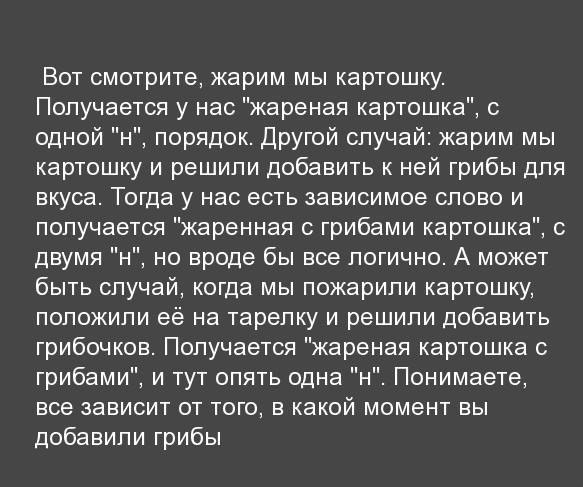 Вот смотрите, жарим мы картошку.
Получается у нас "жареная картошка", с
одной "н", порядок. Другой случай: жарим мы
картошку и решили добавить к ней грибы для
вкуса. Тогда у нас есть зависимое слово и
получается "жаренная с грибами картошка", с
двумя "н", но вроде бы все логично. А может
быть случай, когда мы пожарили картошку,
положили её на тарелку и решили добавить
грибочков. Получается "жареная картошка с
грибами", и тут опять одна "н". Понимаете,
все зависит от того, в какой момент вы
добавили грибы